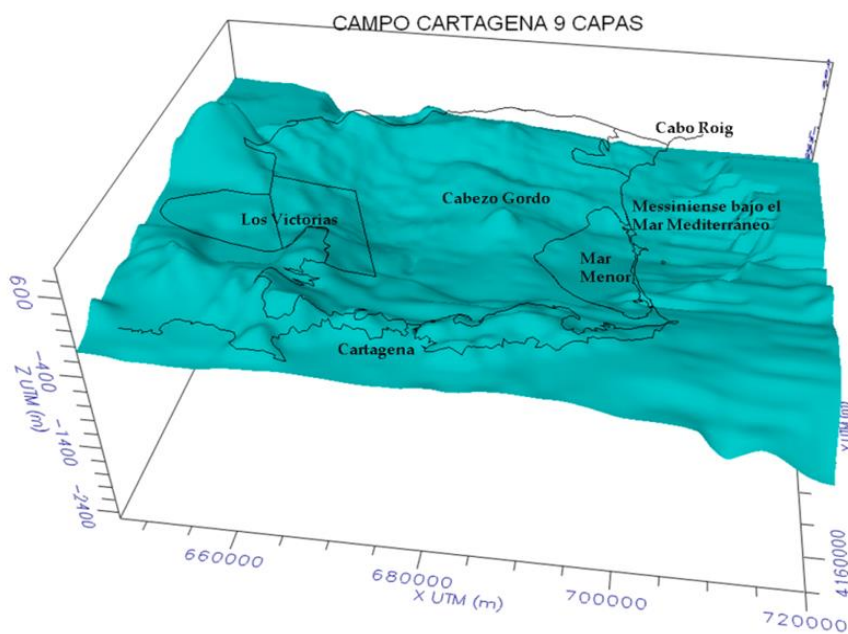 CAMPO CARTAGENA 9 CAPAS
Cabo Roig
Cabezo Gordo
Messiniense bajo el
Mar Mediterráneo
Los Victorias
Mar
Menor
Cartagena
600
-400
-1400
-2400
Z UTM (m)
660000
680000
700000
720000
X UTM (m)
4160000
Y UTM (m)